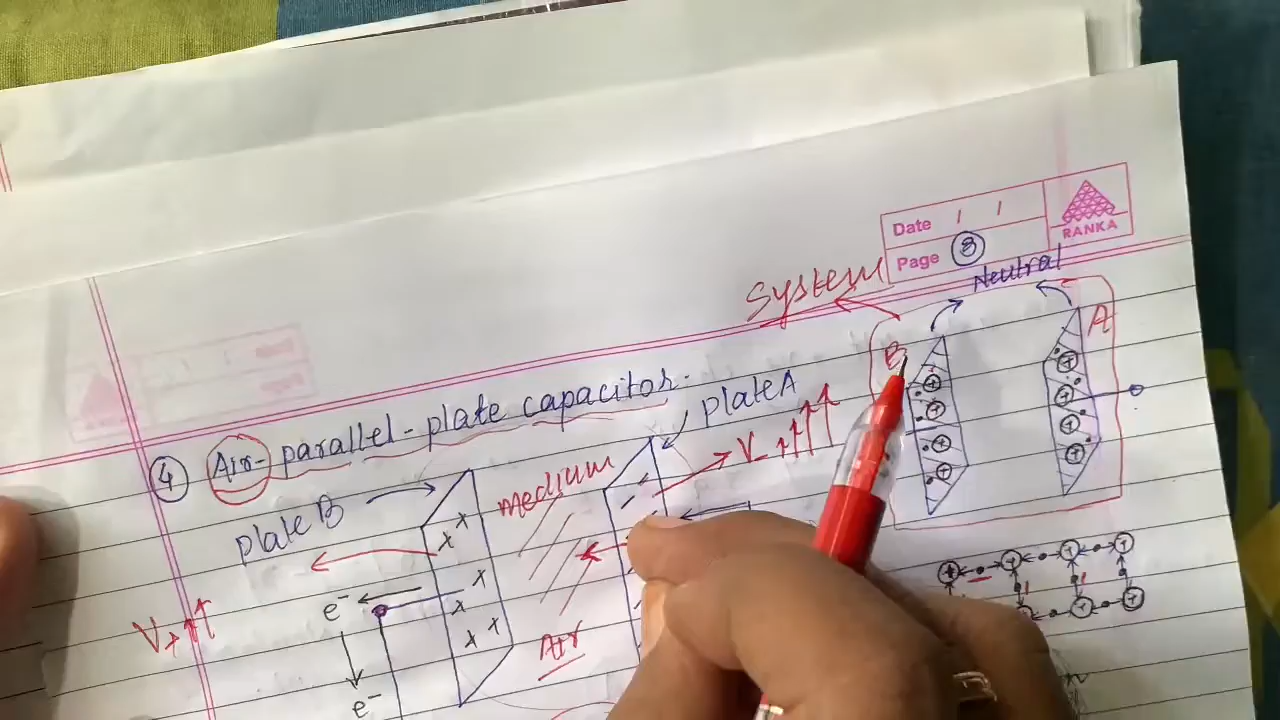 Date / /
RANKA
Page 8
System
Neutral
B
A
④ Air-parallel-plate capacitor.
plate A
plate B
Medium
V
e⁻
V
Air
e⁻